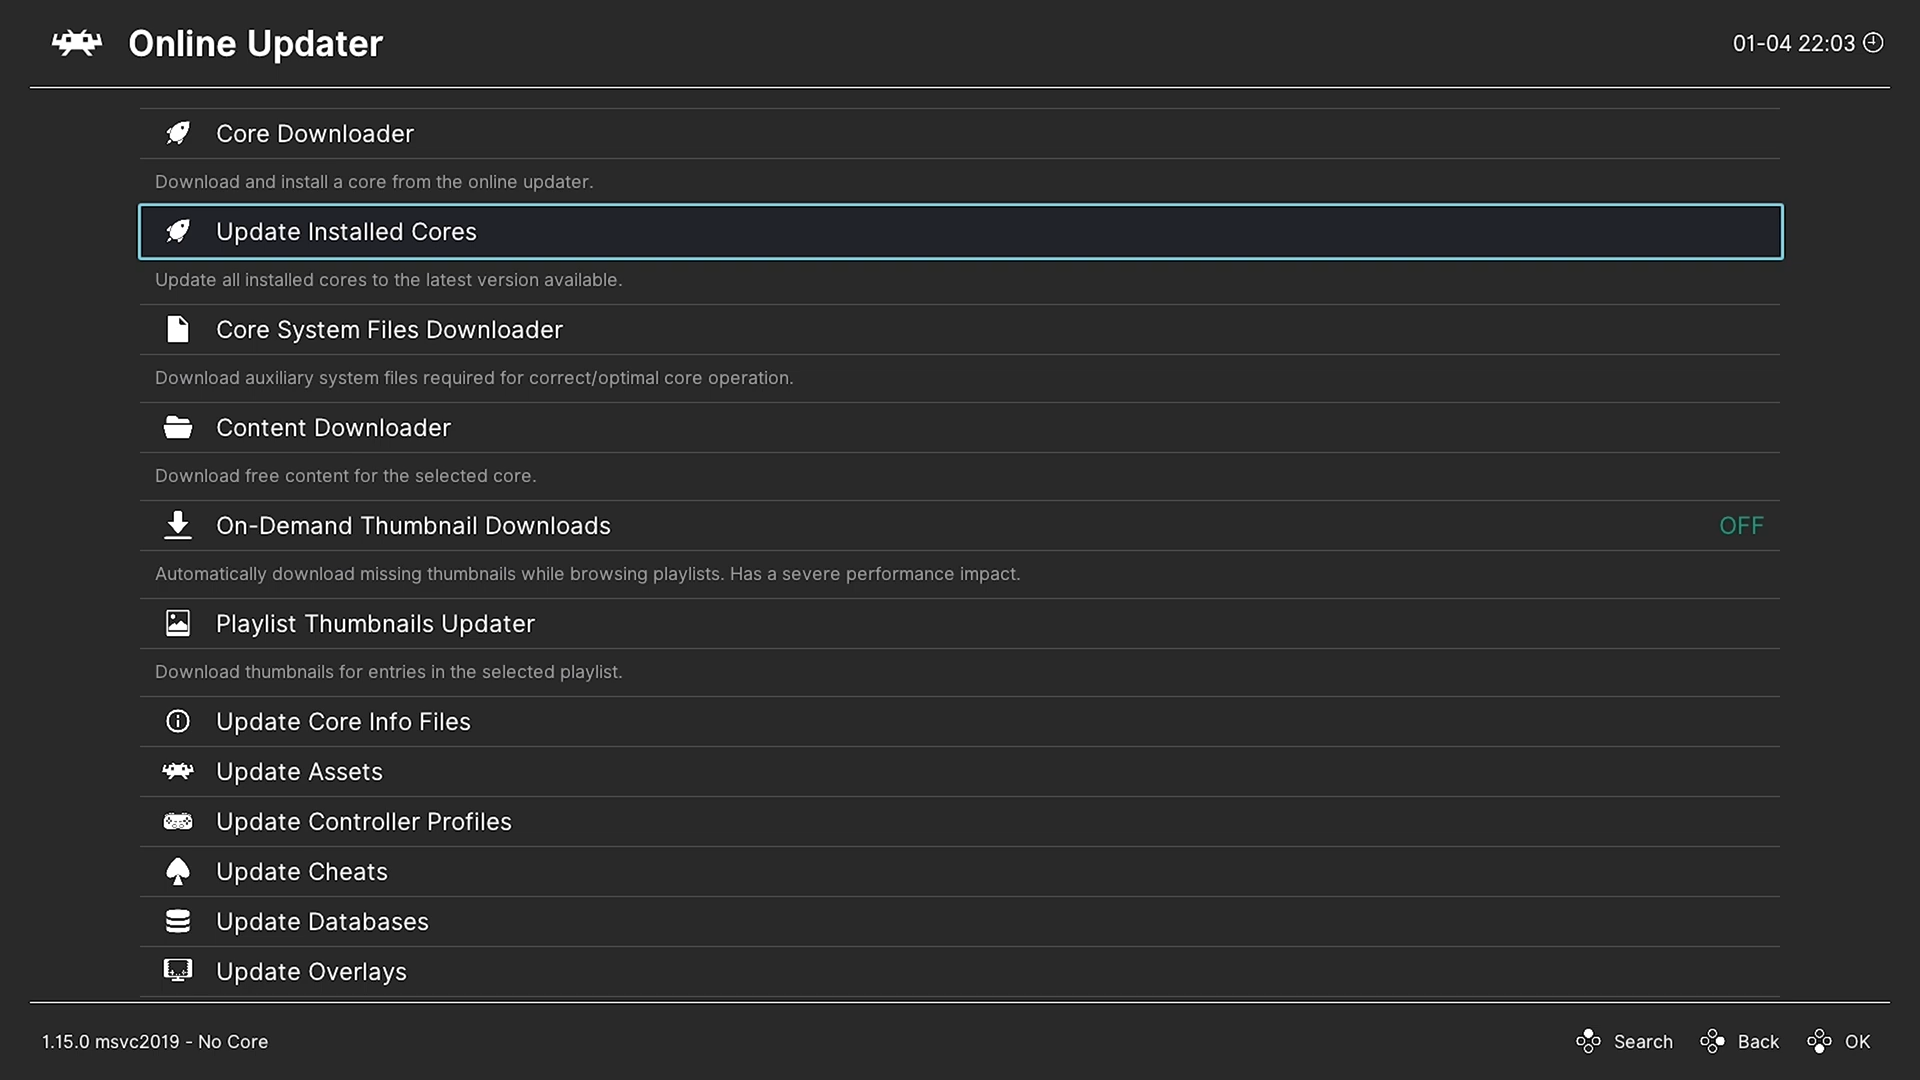 Online Updater
01-04 22:03
Core Downloader
Download and install a core from the online updater.
Update Installed Cores
Update all installed cores to the latest version available.
Core System Files Downloader
Download auxiliary system files required for correct/optimal core operation.
Content Downloader
Download free content for the selected core.
On-Demand Thumbnail Downloads OFF
Automatically download missing thumbnails while browsing playlists. Has a severe performance impact.
Playlist Thumbnails Updater
Download thumbnails for entries in the selected playlist.
Update Core Info Files
Update Assets
Update Controller Profiles
Update Cheats
Update Databases
Update Overlays
1.15.0 msvc2019 - No Core
Search Back OK